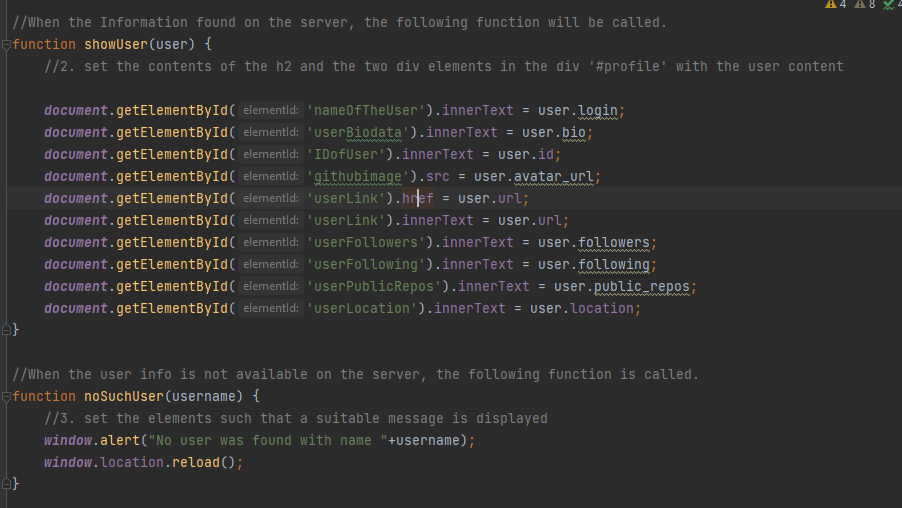 4 8 4
//When the Information found on the server, the following function will be called.
function showUser(user) {
//2. set the contents of the h2 and the two div elements in the div '#profile' with the user content
document.getElementById( elementId: 'nameOfTheUser').innerText = user.login;
document.getElementById( elementId: 'userBiodata').innerText = user.bio;
document.getElementById( elementId: 'IDofUser').innerText = user.id;
document.getElementById( elementId: 'githubimage').src = user.avatar_url;
document.getElementById( elementId: 'userLink').href = user.url;
document.getElementById( elementId: 'userLink').innerText = user.url;
document.getElementById( elementId: 'userFollowers').innerText = user.followers;
document.getElementById( elementId: 'userFollowing').innerText = user.following;
document.getElementById( elementId: 'userPublicRepos').innerText = user.public_repos;
document.getElementById( elementId: 'userLocation').innerText = user.location;
}
//When the user info is not available on the server, the following function is called.
function noSuchUser(username) {
//3. set the elements such that a suitable message is displayed
window.alert("No user was found with name "+username);
window.location.reload();
}